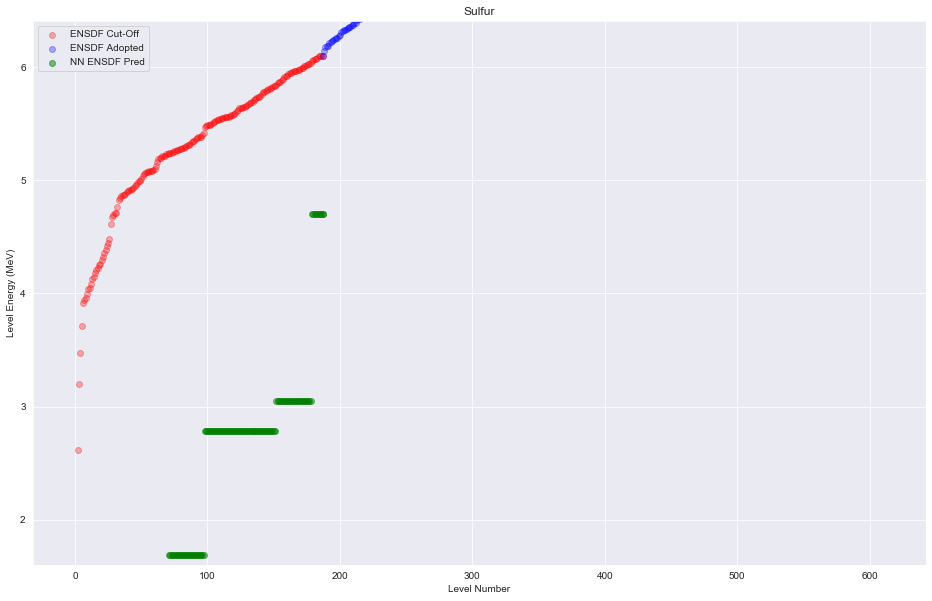 Sulfur
ENSDF Cut-Off
ENSDF Adopted
NN ENSDF Pred
6
5
4
3
2
Level Energy (MeV)
0 100 200 300 400 500 600
Level Number